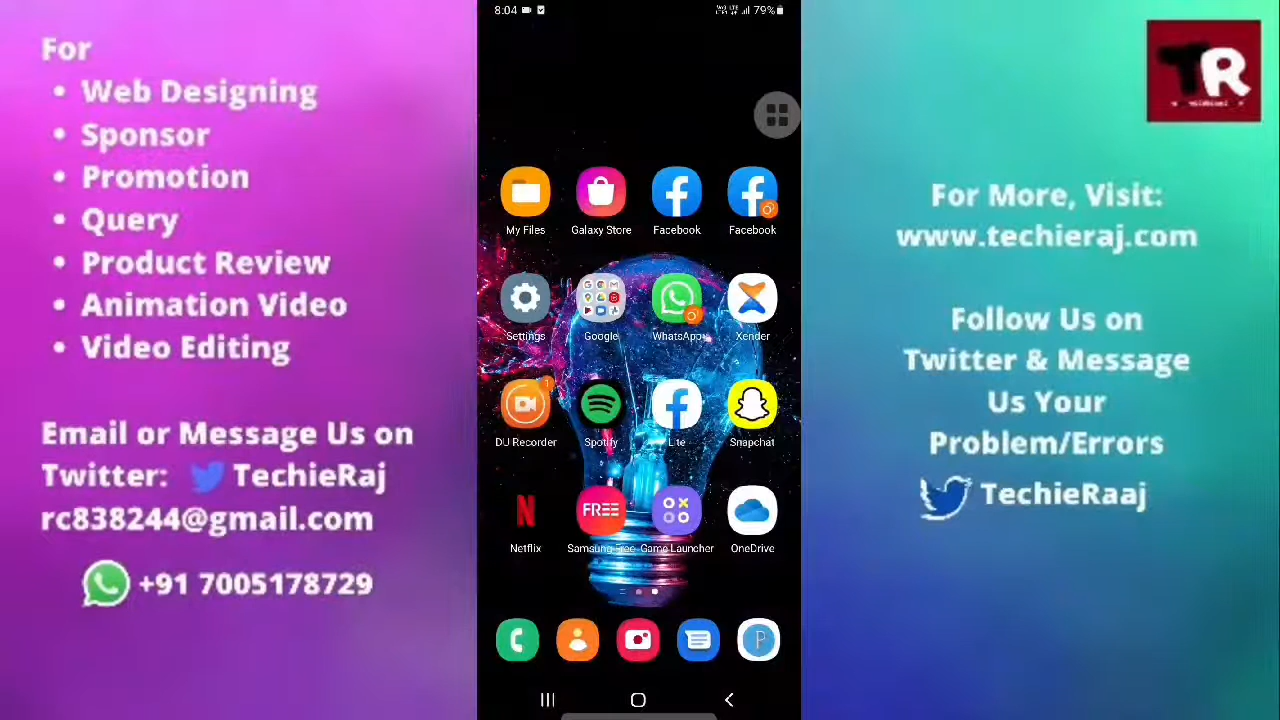 For
• Web Designing
• Sponsor
• Promotion
• Query
• Product Review
• Animation Video
• Video Editing
Email or Message Us on
Twitter: TechieRaj
rc838244@gmail.com
+91 7005178729
8:04
79%
My Files
Galaxy Store
Facebook
Facebook
Settings
Google
WhatsApp
Xender
DU Recorder
Spotify
Lite
Snapchat
FREE
Netflix
Samsung Free
Game Launcher
OneDrive
TR
For More, Visit:
www.techieraj.com
Follow Us on
Twitter & Message
Us Your
Problem/Errors
TechieRaaj